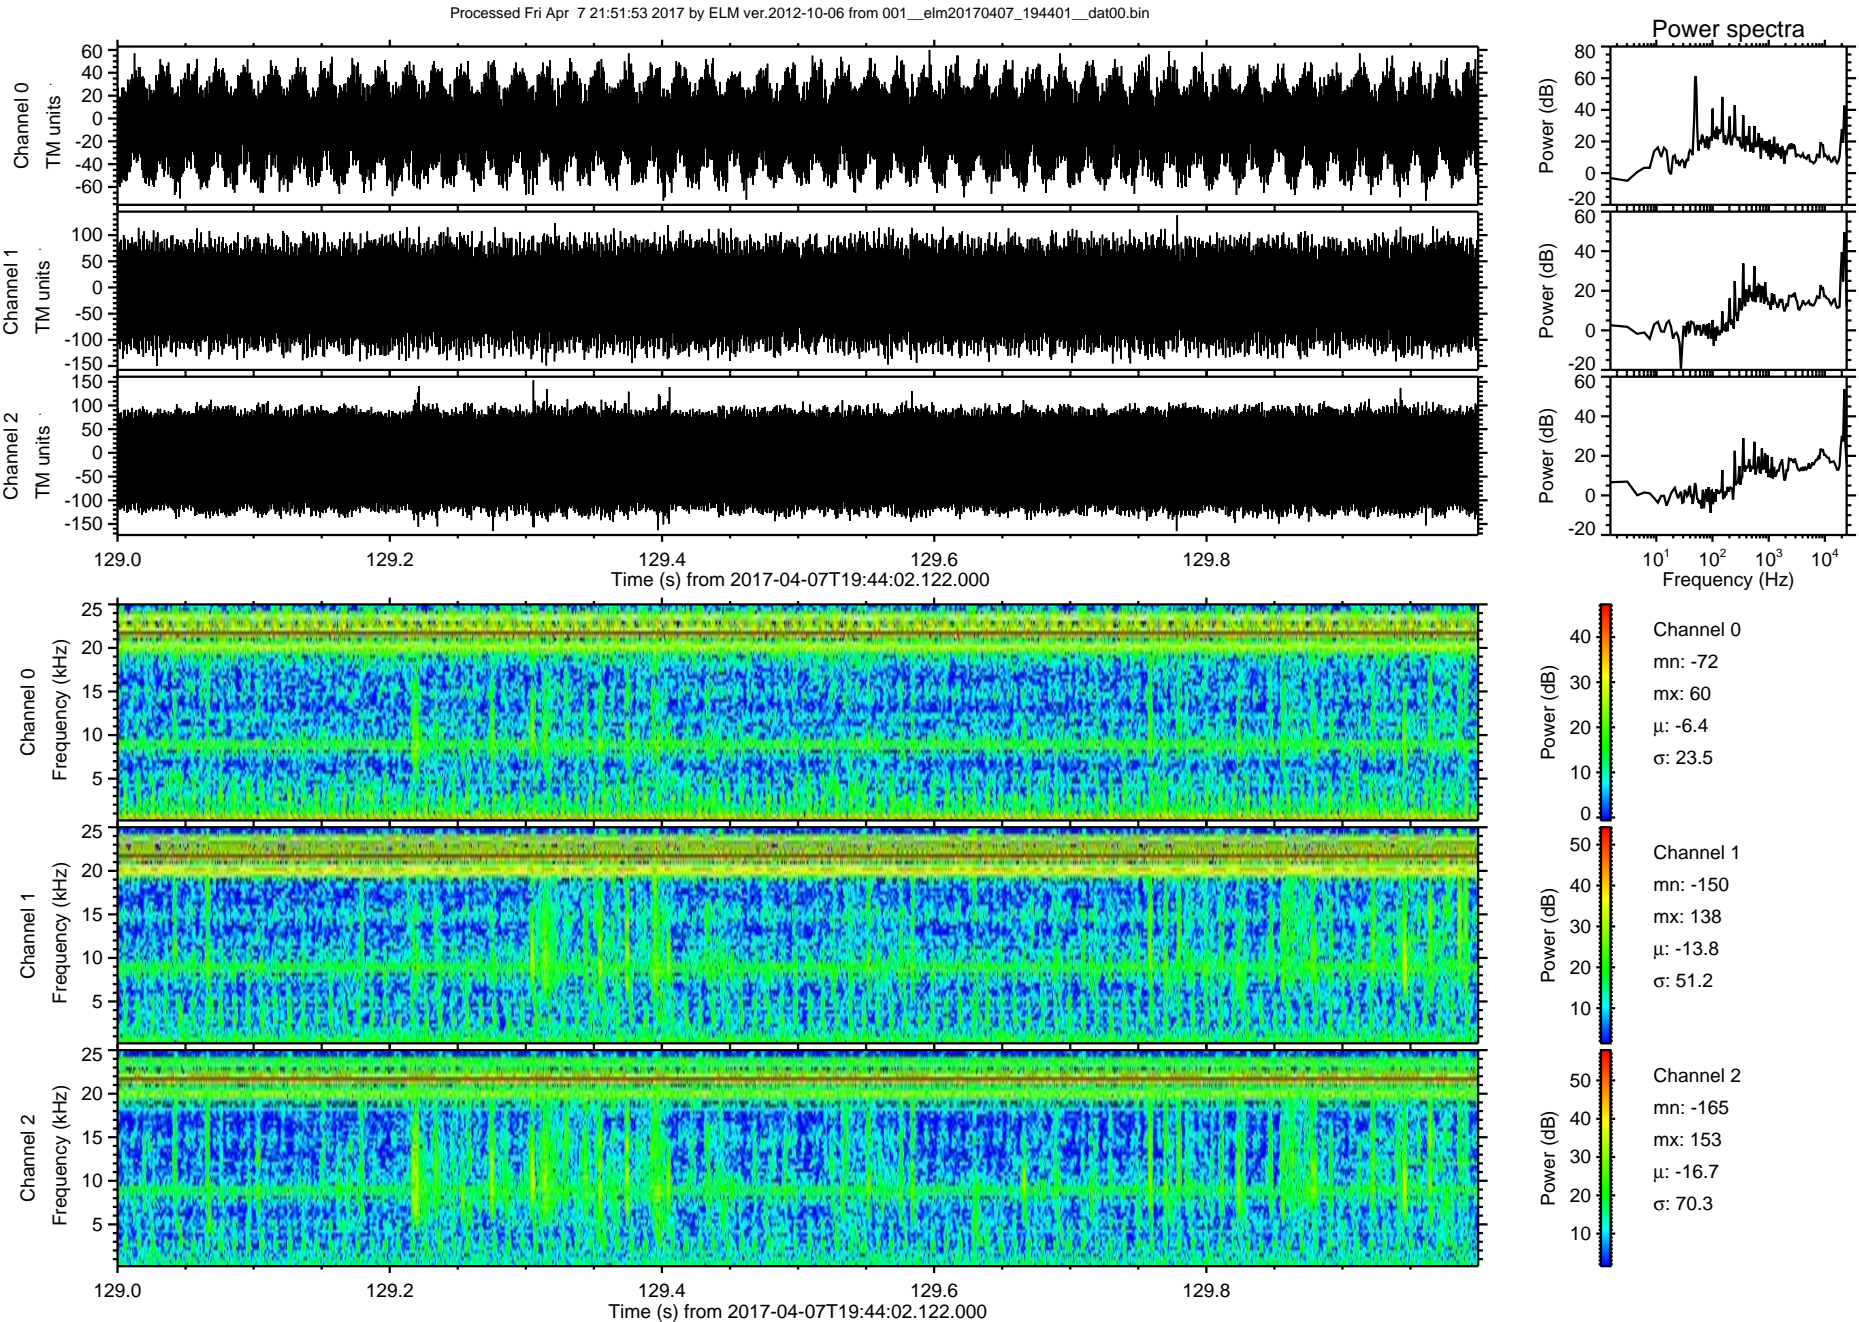 Processed Fri Apr  7 21:51:53 2017 by ELM ver.2012-10-06 from 001__elm20170407_194401__dat00.bin
Power spectra
Channel 0
TM units
60
40
20
0
-20
-40
-60
Power (dB)
80
60
40
20
0
-20
Channel 1
TM units
100
50
0
-50
-100
-150
Power (dB)
60
40
20
0
-20
Channel 2
TM units
150
100
50
0
-50
-100
-150
Power (dB)
60
40
20
0
-20
129.0 129.2 129.4 129.6 129.8
Time (s) from 2017-04-07T19:44:02.122.000
10^1 10^2 10^3 10^4
Frequency (Hz)
Channel 0
Frequency (kHz)
25
20
15
10
5
Power (dB)
40
30
20
10
0
Channel 0
mn: -72
mx: 60
μ: -6.4
σ: 23.5
Channel 1
Frequency (kHz)
25
20
15
10
5
Power (dB)
50
40
30
20
10
Channel 1
mn: -150
mx: 138
μ: -13.8
σ: 51.2
Channel 2
Frequency (kHz)
25
20
15
10
5
Power (dB)
50
40
30
20
10
Channel 2
mn: -165
mx: 153
μ: -16.7
σ: 70.3
129.0 129.2 129.4 129.6 129.8
Time (s) from 2017-04-07T19:44:02.122.000